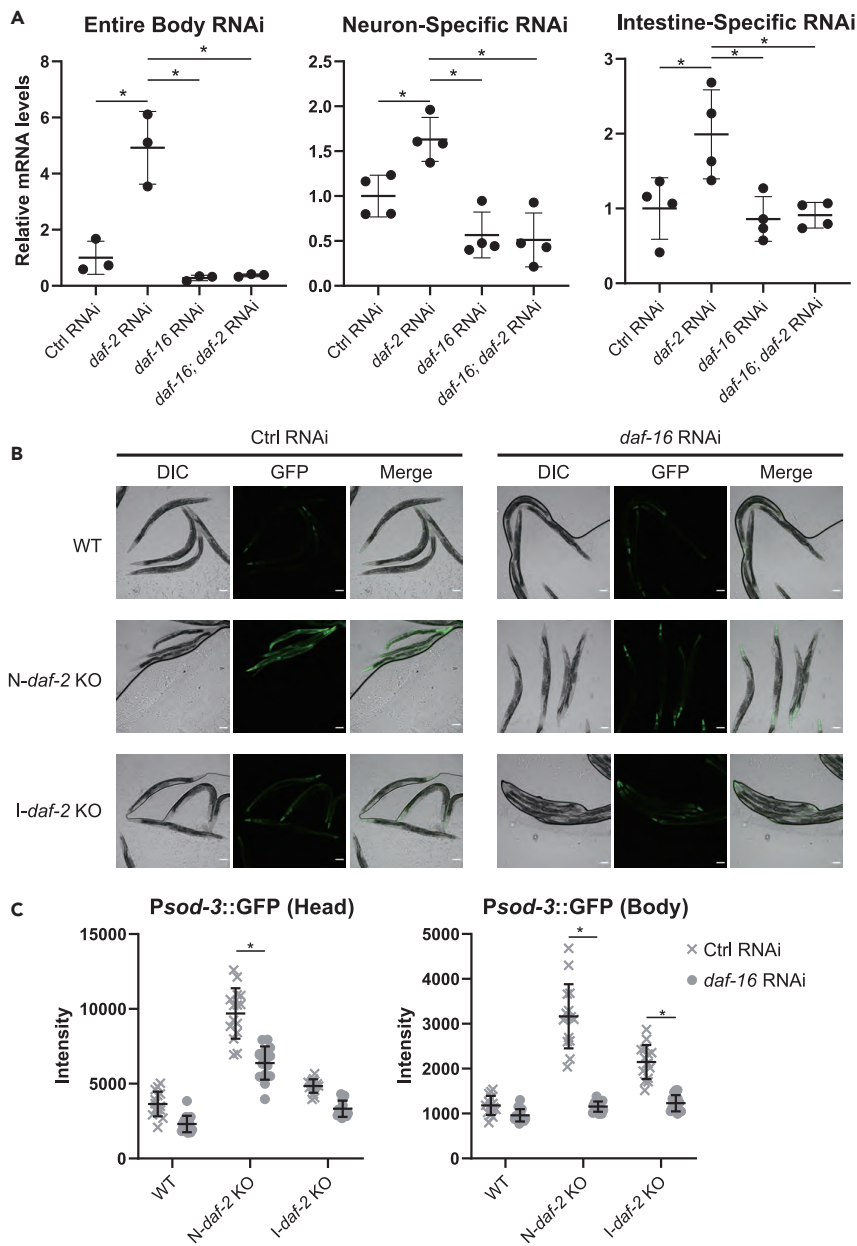 A
Entire Body RNAi
Neuron-Specific RNAi
Intestine-Specific RNAi
Relative mRNA levels
8
6
4
2
0
2.5
2.0
1.5
1.0
0.5
0.0
3
2
1
0
*
*
*
*
*
*
*
*
*
Ctrl RNAi
daf-2 RNAi
daf-16 RNAi
daf-16; daf-2 RNAi
Ctrl RNAi
daf-2 RNAi
daf-16 RNAi
daf-16; daf-2 RNAi
Ctrl RNAi
daf-2 RNAi
daf-16 RNAi
daf-16; daf-2 RNAi
B
Ctrl RNAi
daf-16 RNAi
DIC GFP Merge DIC GFP Merge
WT
N-daf-2 KO
I-daf-2 KO
C
Psod-3::GFP (Head)
Psod-3::GFP (Body)
Intensity
15000
10000
5000
0
*
WT
N-daf-2 KO
I-daf-2 KO
Intensity
5000
4000
3000
2000
1000
0
*
*
WT
N-daf-2 KO
I-daf-2 KO
Ctrl RNAi
daf-16 RNAi